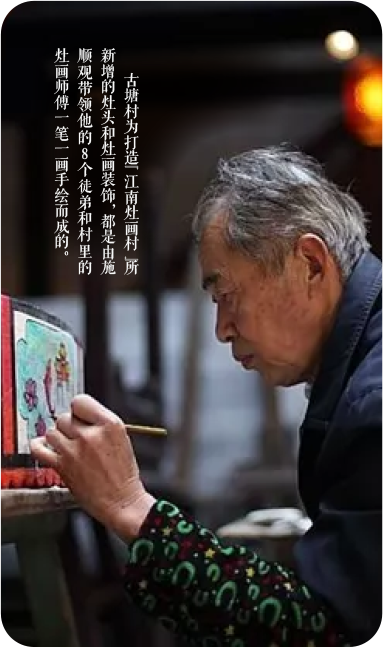 古塘村为打造“江南灶画村”所
新增的灶头和灶画装饰，都是由施
顺观带领他的8个徒弟和村里的
灶画师傅一笔一画手绘而成的。